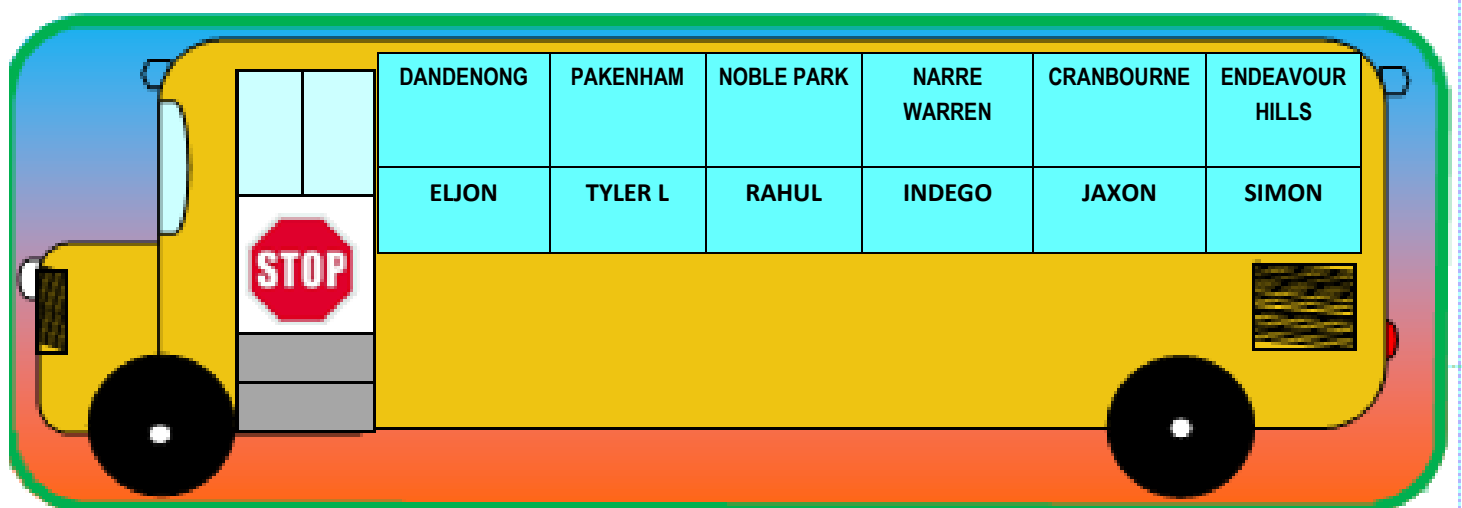 DANDENONG PAKENHAM NOBLE PARK NARRE WARREN CRANBOURNE ENDEAVOUR HILLS
ELJON TYLER L RAHUL INDEGO JAXON SIMON
STOP